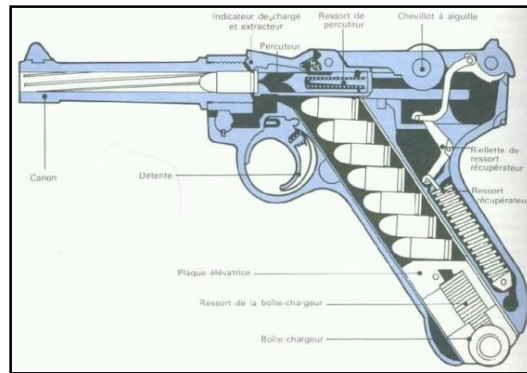 Indicateur de charge
et extracteur
Ressort de
percuteur
Chevillot à aiguille
Percuteur
Canon
Détente
Biellette de
ressort
récupérateur
Ressort
récupérateur
Plaque élévatrice
Ressort de la boîte-chargeur
Boîte-chargeur